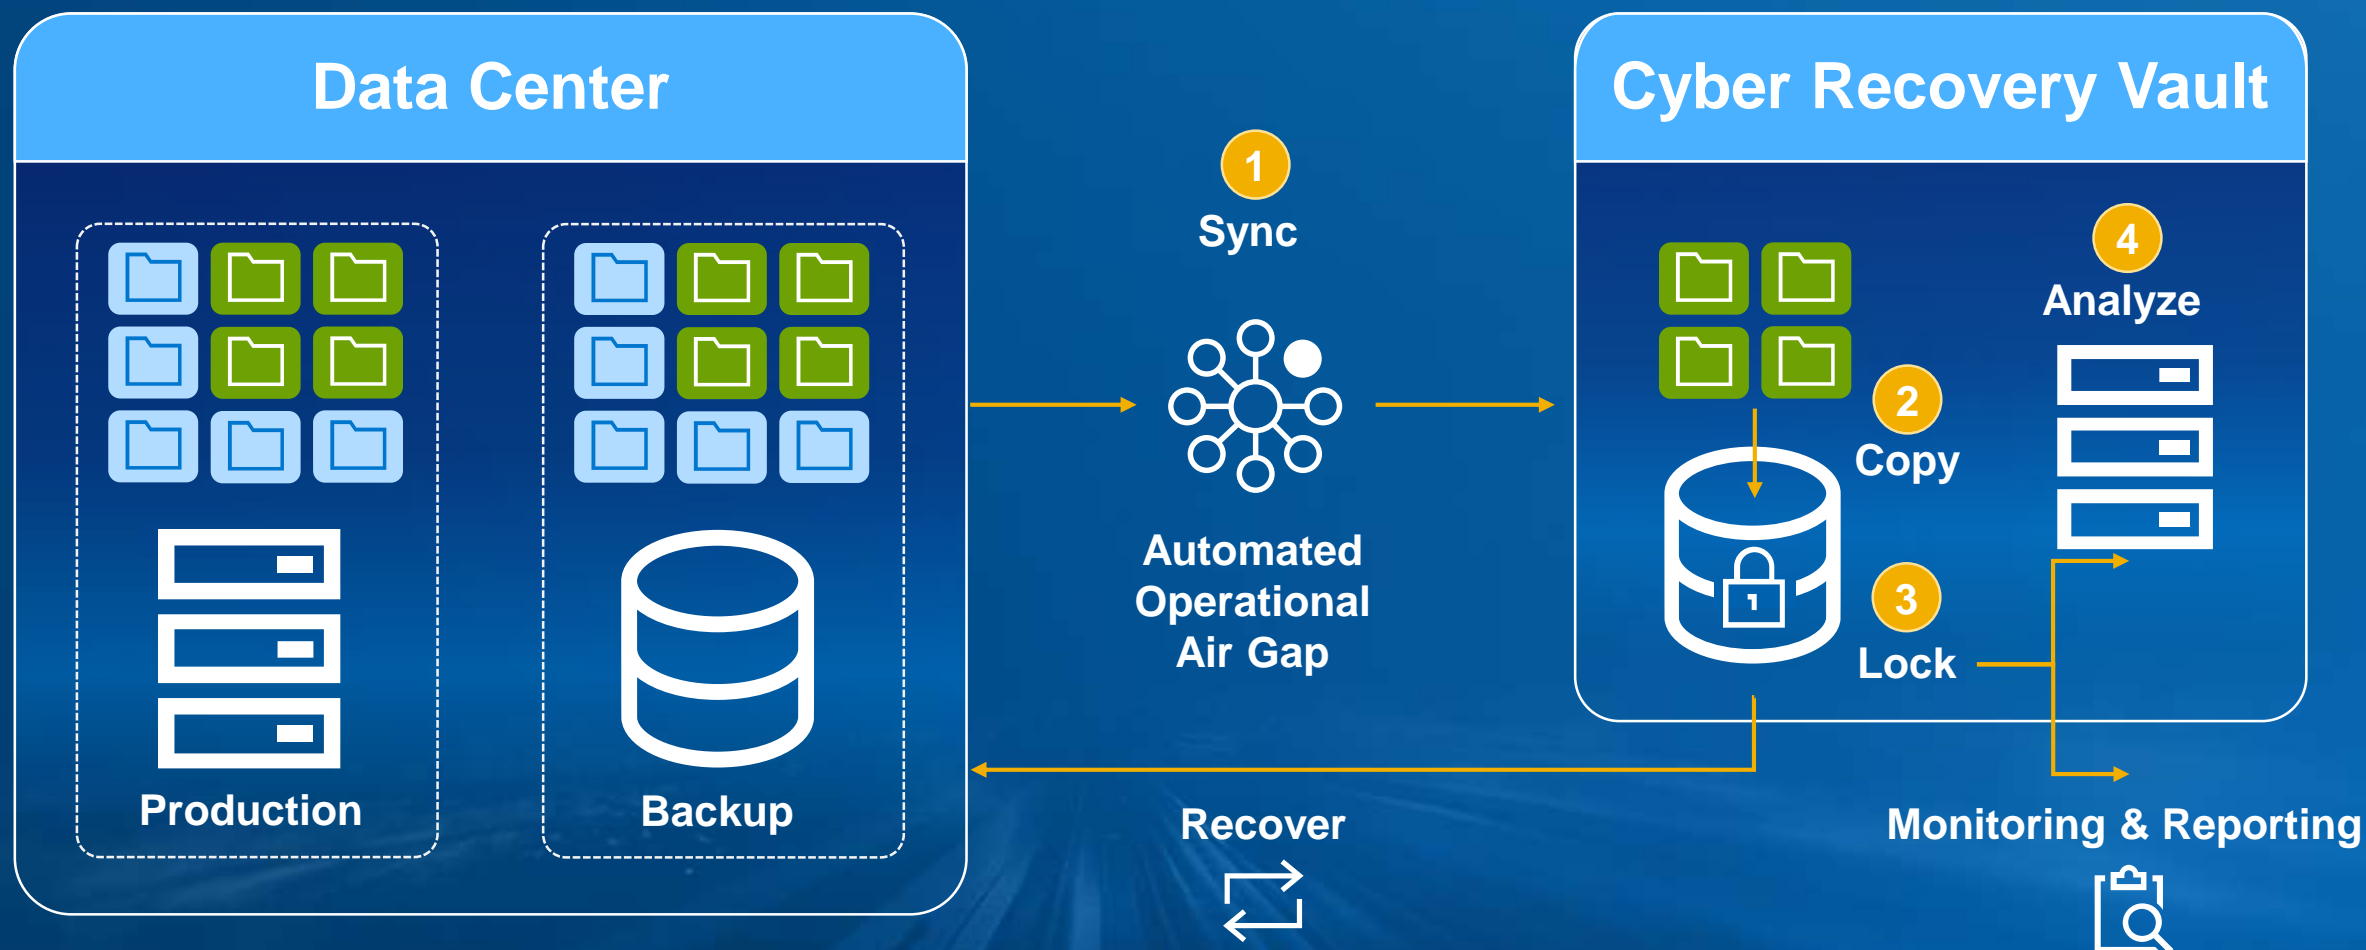 Data Center
Production
Backup
1
Sync
Automated
Operational
Air Gap
Recover
Cyber Recovery Vault
2
Copy
3
Lock
4
Analyze
Monitoring & Reporting